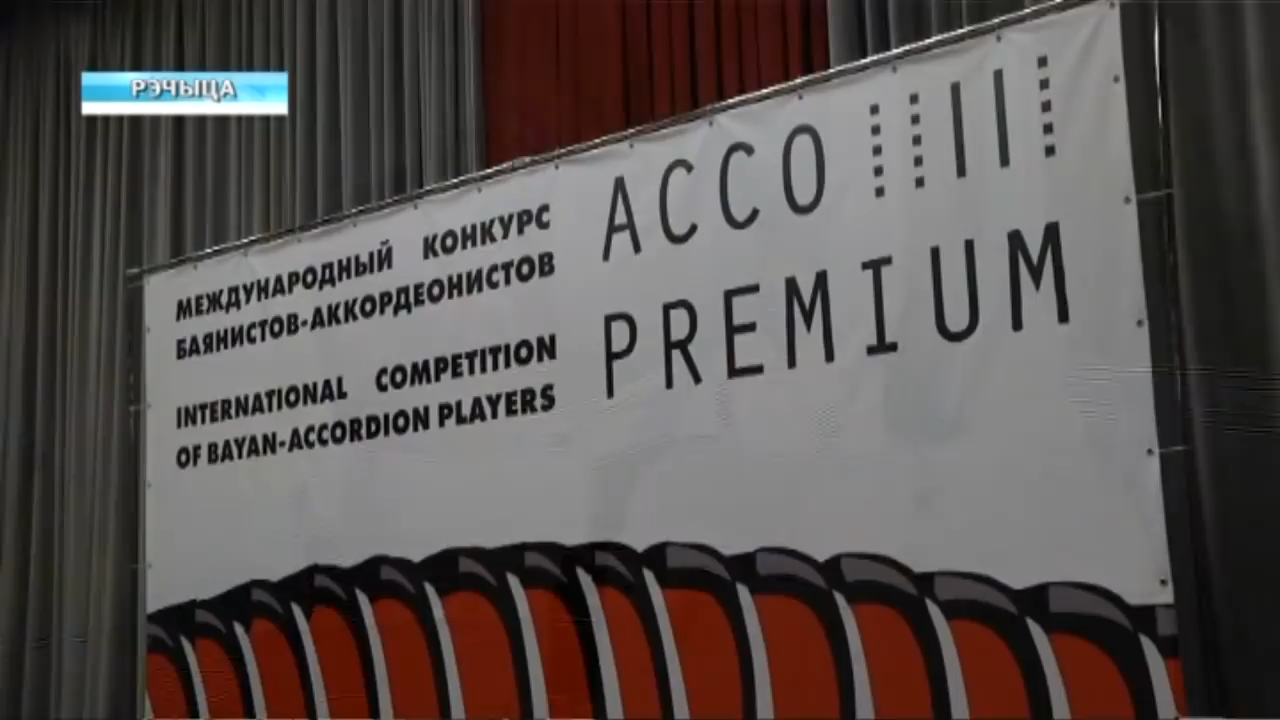 РЭЧЫЦА
МЕЖДУНАРОДНЫЙ КОНКУРС
БАЯНИСТОВ-АККОРДЕОНИСТОВ
INTERNATIONAL COMPETITION
OF BAYAN-ACCORDION PLAYERS
ACCO
PREMIUM